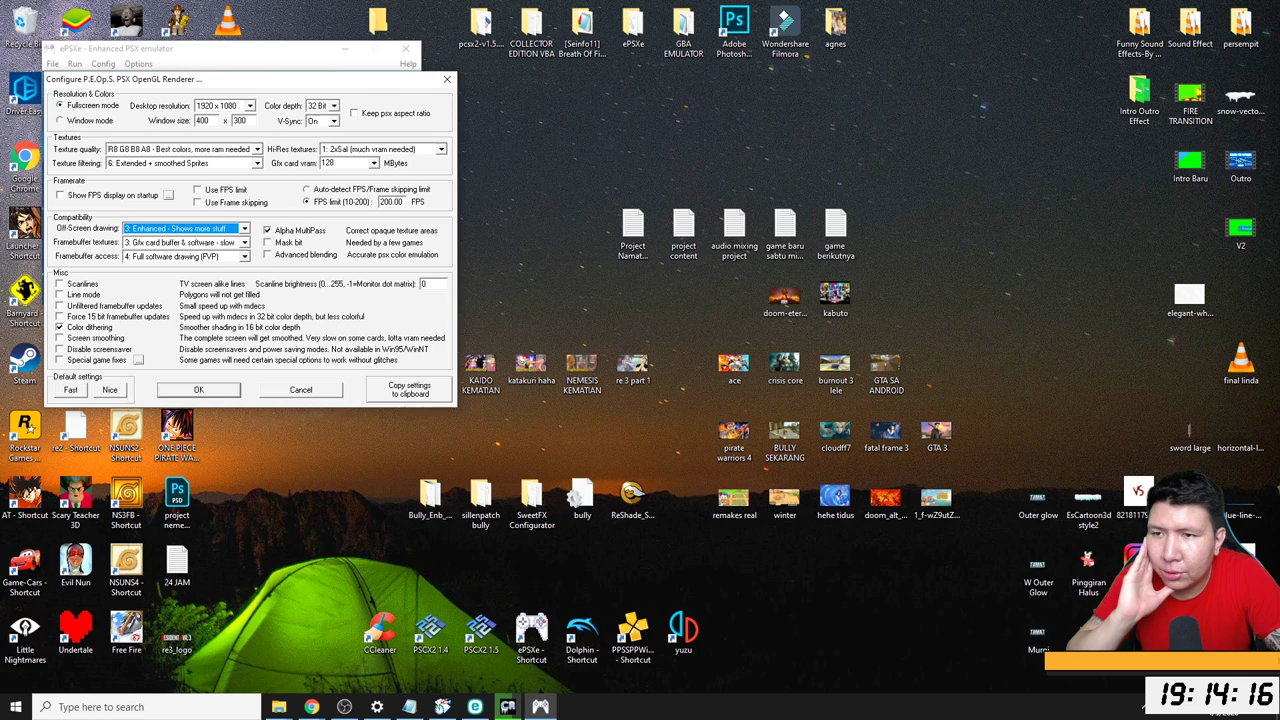 Recycle Bin
pcsx2-v1.5...
COLLECTOR EDITION VBA
[Seinfo11] Breath Of Fi...
ePSXe
GBA EMULATOR
Adobe Photosh...
Wondershare Filmora
agnes
Funny Sound Effects-By ...
Sound Effect
persempit
ePSXe - Enhanced PSX emulator
File Run Config Options Help
Configure P.E.Op.S. PSX OpenGL Renderer ...
Resolution & Colors
Fullscreen mode Desktop resolution: 1920 x 1080 Color depth: 32 Bit
Keep psx aspect ratio
Window mode Window size: 400 x 300 V-Sync: On
Textures
Texture quality: R8 G8 B8 A8 - Best colors, more ram needed Hi-Res textures: 1: 2xSaI (much vram needed)
Texture filtering: 6: Extended + smoothed Sprites Gfx card vram: 128 MBytes
Framerate
Show FPS display on startup ... Use FPS limit Auto-detect FPS/Frame skipping limit
Use Frame skipping FPS limit (10-200) : 200.00 FPS
Compatibility
Off-Screen drawing: 3: Enhanced - Shows more stuff Alpha MultiPass Correct opaque texture areas
Framebuffer textures: 3: Gfx card buffer & software - slow Mask bit Needed by a few games
Framebuffer access: 4: Full software drawing (FVP) Advanced blending Accurate psx color emulation
Misc
Scanlines TV screen alike lines Scanline brightness (0...255, -1=Monitor dot matrix): 0
Line mode Polygons will not get filled
Unfiltered framebuffer updates Small speed up with mdecs
Force 15 bit framebuffer updates Speed up with mdecs in 32 bit color depth, but less colorful
Color dithering Smoother shading in 16 bit color depth
Screen smoothing The complete screen will get smoothed. Very slow on some cards, lotta vram needed
Disable screensaver Disable screensavers and power saving modes. Not available in Win95/WinNT
Special game fixes ... Some games will need certain special options to work without glitches
Default settings
Fast Nice OK Cancel Copy settings to clipboard
DriverEasy
Google Chrome
Launcher Shortcut
Barnyard - Shortcut
Steam
Intro Outro Effect
FIRE TRANSITION
snow-vecto...
Intro Baru
Outro
V2
elegant-wh...
final linda
Project Namat...
project content
audio mixing project
game baru sabtu mi...
game berikutnya
doom-eter...
kabuto
KAIDO KEMATIAN
katakuri haha
NEMESIS KEMATIAN
re 3 part 1
ace
crisis core
burnout 3 lele
GTA SA ANDROID
Rockstar Games ...
re2 - Shortcut
NSUNS2 - Shortcut
ONE PIECE PIRATE WA...
pirate warriors 4
BULLY SEKARANG
cloudff7
fatal frame 3
GTA 3
sword large
horizontal-l...
AT - Shortcut
Scary Teacher 3D
NS3FB - Shortcut
Ps
PSD
project neme...
Bully_Enb_...
sillenpatch bully
SweetFX Configurator
bully
ReShade_S...
remakes real
winter
hehe tidus
doom_alt_...
1_f-wZ9utZ...
Outer glow
EsCartoon3d style2
VS
Game-Cars - Shortcut
Evil Nun
NSUNS4 - Shortcut
24 JAM
W Outer Glow
Pinggiran Halus
Little Nightmares
Undertale
Free Fire
re3_logo
CCleaner
PSCX2 1.4
PSCX2 1.5
ePSXe - Shortcut
Dolphin - Shortcut
PPSSPPWi... - Shortcut
yuzu
Murni
Type here to search
19:14:16